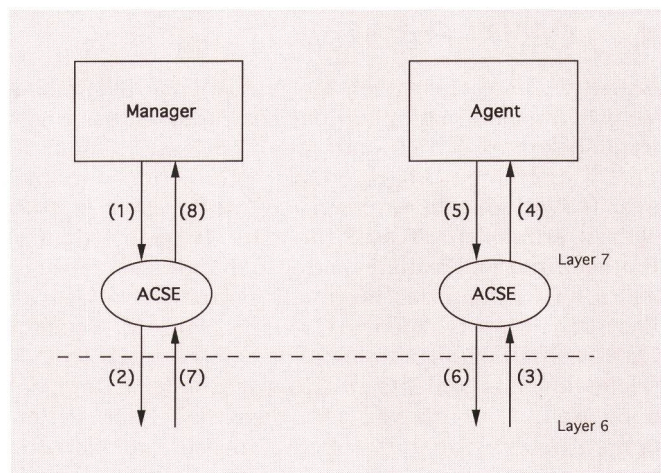 Manager
Agent
(1)
(8)
(5)
(4)
Layer 7
ACSE
ACSE
(2)
(7)
(6)
(3)
Layer 6